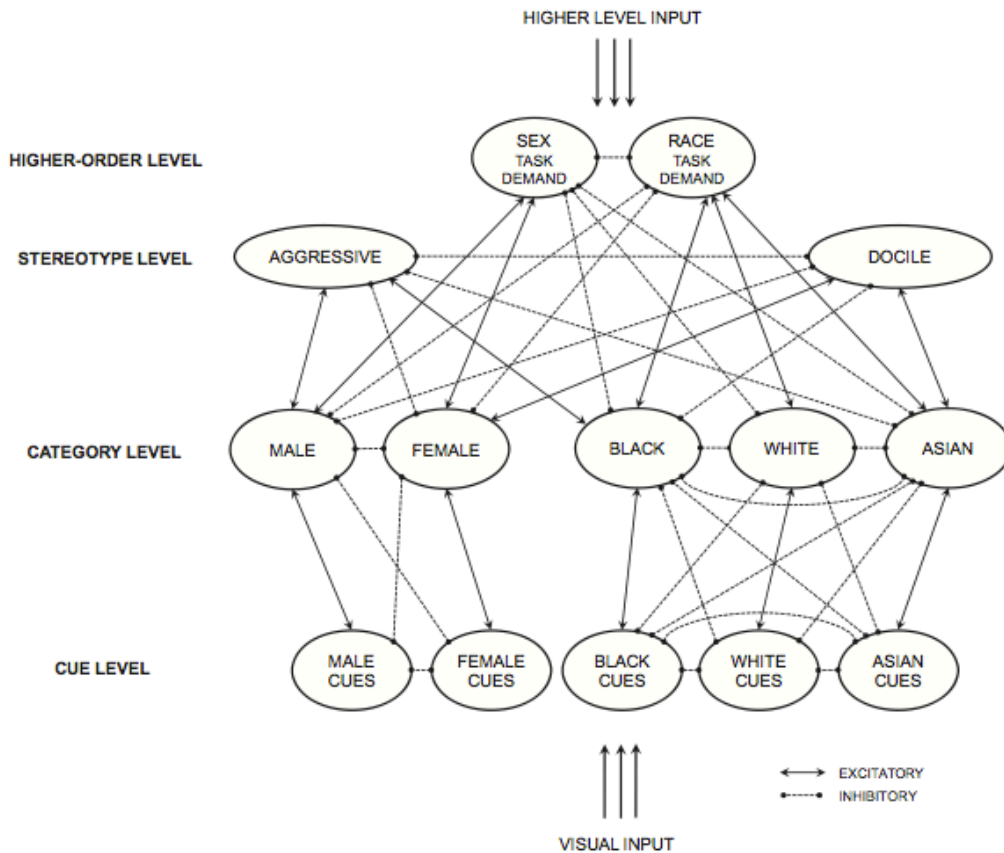 HIGHER LEVEL INPUT
HIGHER-ORDER LEVEL
SEX
TASK
DEMAND
RACE
TASK
DEMAND
STEREOTYPE LEVEL
AGGRESSIVE
DOCILE
CATEGORY LEVEL
MALE
FEMALE
BLACK
WHITE
ASIAN
CUE LEVEL
MALE
CUES
FEMALE
CUES
BLACK
CUES
WHITE
CUES
ASIAN
CUES
EXCITATORY
INHIBITORY
VISUAL INPUT